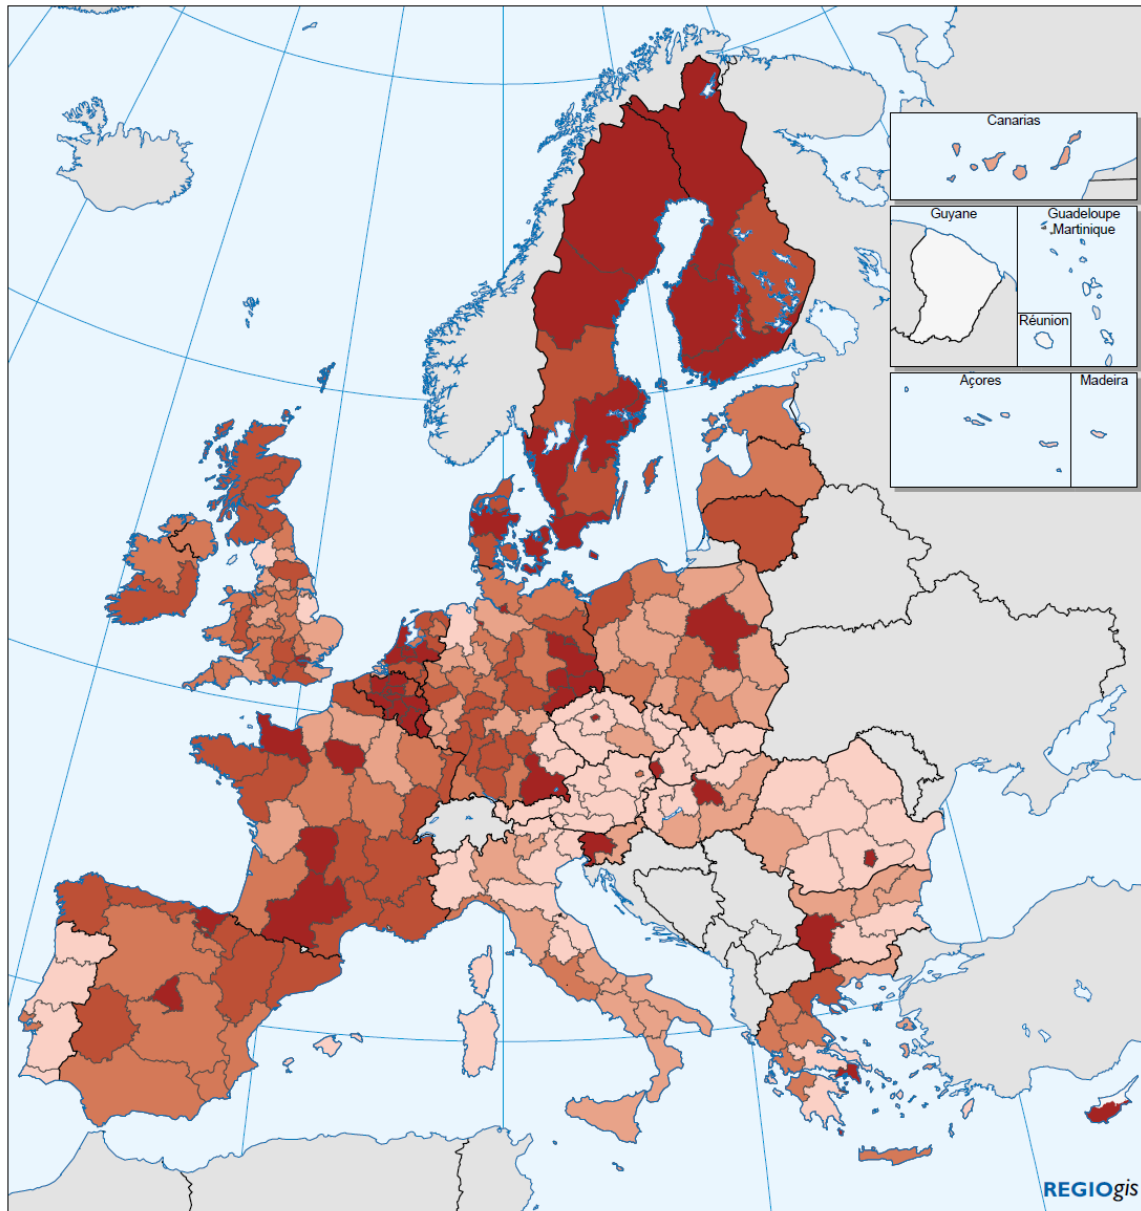 Canarias
Guyane
Guadeloupe
Martinique
Réunion
Açores
Madeira
REGIOgis